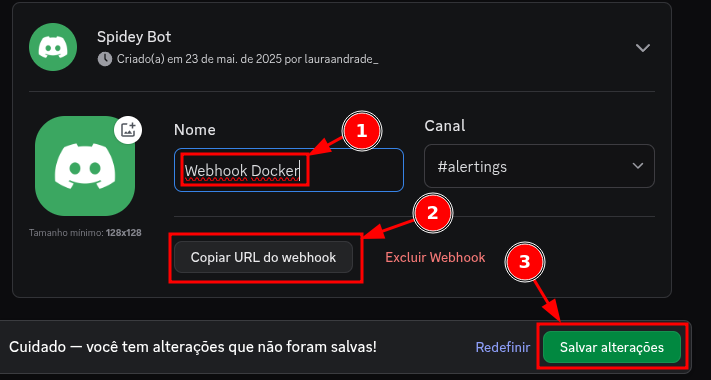 Spidey Bot
Criado(a) em 23 de mai. de 2025 por lauraandrade_
Nome
1
Canal
Webhook Docker
#alertings
2
Tamanho mínimo: 128x128
Copiar URL do webhook
Excluir Webhook
3
Cuidado — você tem alterações que não foram salvas!
Redefinir
Salvar alterações